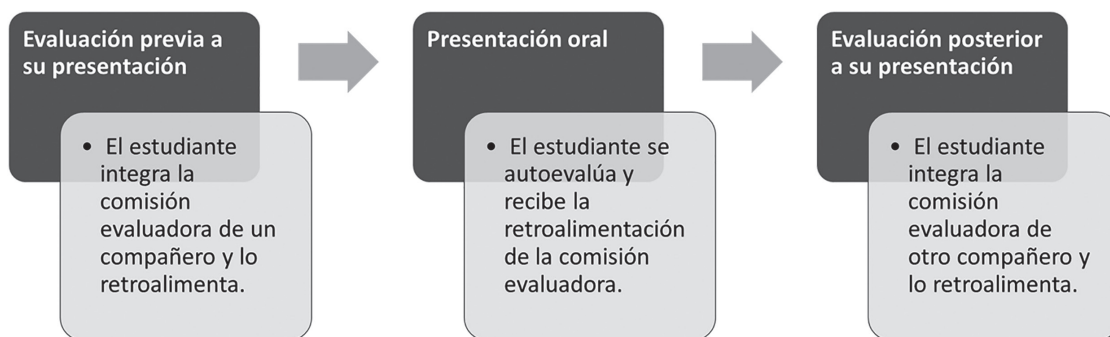 Evaluación previa a
su presentación
• El estudiante
integra la
comisión
evaluadora de un
compañero y lo
retroalimenta.
Presentación oral
• El estudiante se
autoevalúa y
recibe la
retroalimentación
de la comisión
evaluadora.
Evaluación posterior
a su presentación
• El estudiante
integra la
comisión
evaluadora de
otro compañero y
lo retroalimenta.